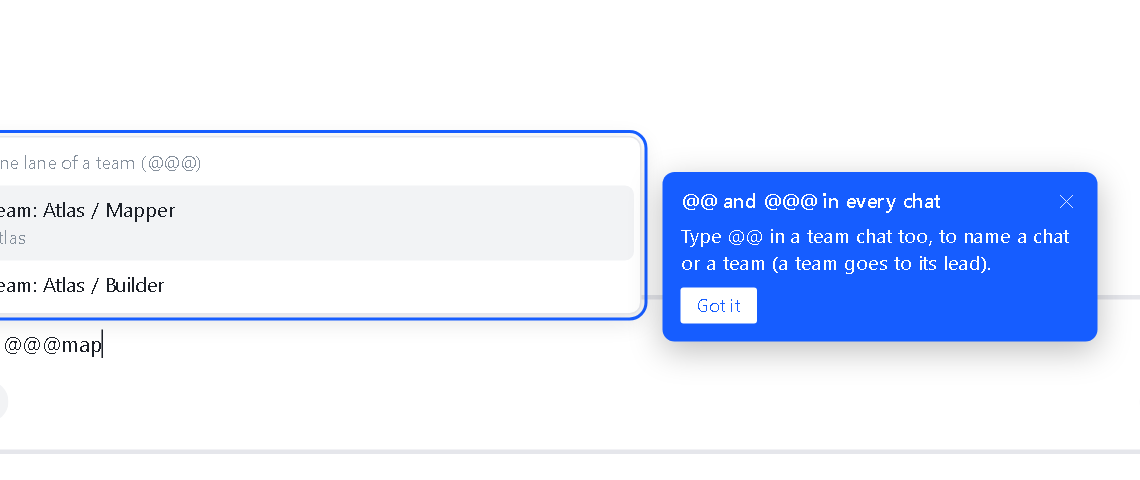 ne lane of a team (@@@)
eam: Atlas / Mapper
tlas
eam: Atlas / Builder
@@@map
@@ and @@@ in every chat
Type @@ in a team chat too, to name a chat
or a team (a team goes to its lead).
Got it